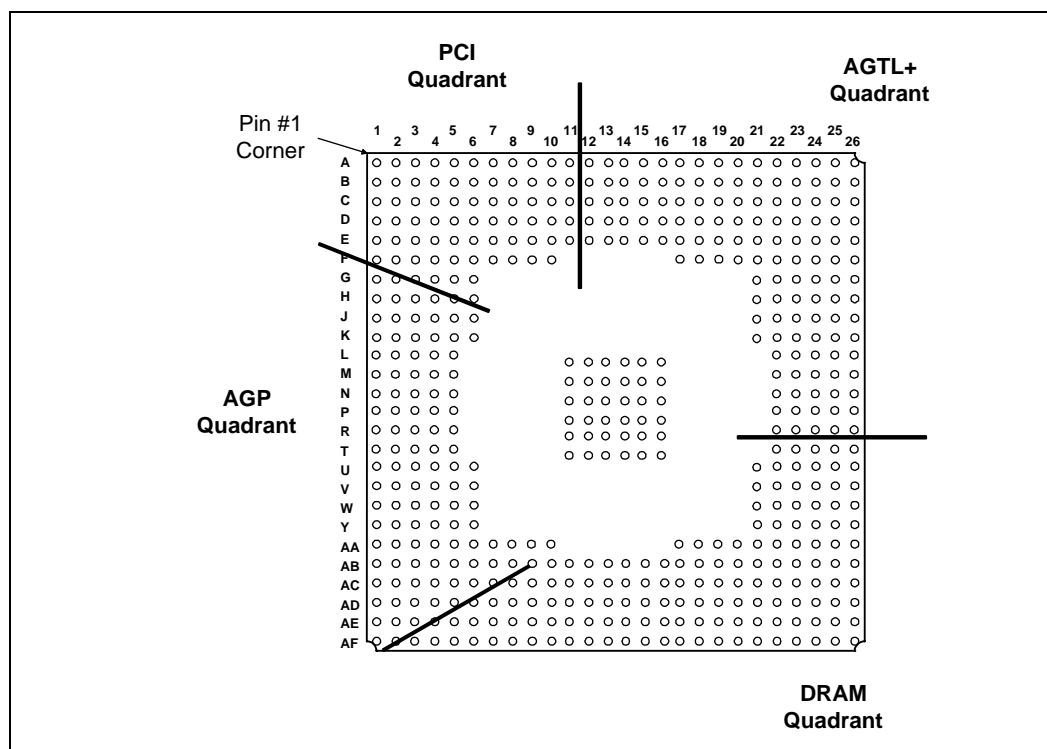 PCI
Quadrant
AGTL+
Quadrant
Pin #1
Corner
1 3 5 7 9 11 13 15 17 19 21 23 25
2 4 6 8 10 12 14 16 18 20 22 24 26
A
B
C
D
E
F
G
H
J
K
L
M
N
P
R
T
U
V
W
Y
AA
AB
AC
AD
AE
AF
AGP
Quadrant
DRAM
Quadrant